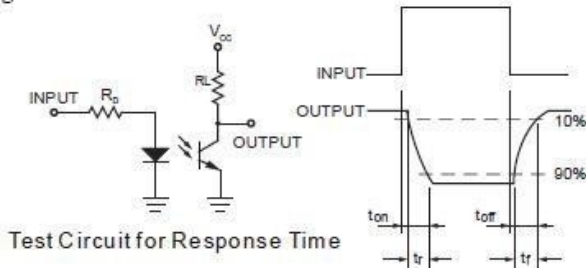 Vcc
RL
INPUT
RD
OUTPUT
Test Circuit for Response Time
INPUT
OUTPUT
10%
90%
ton
toff
tr
tf